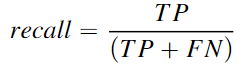 recall = TP / (TP + FN)